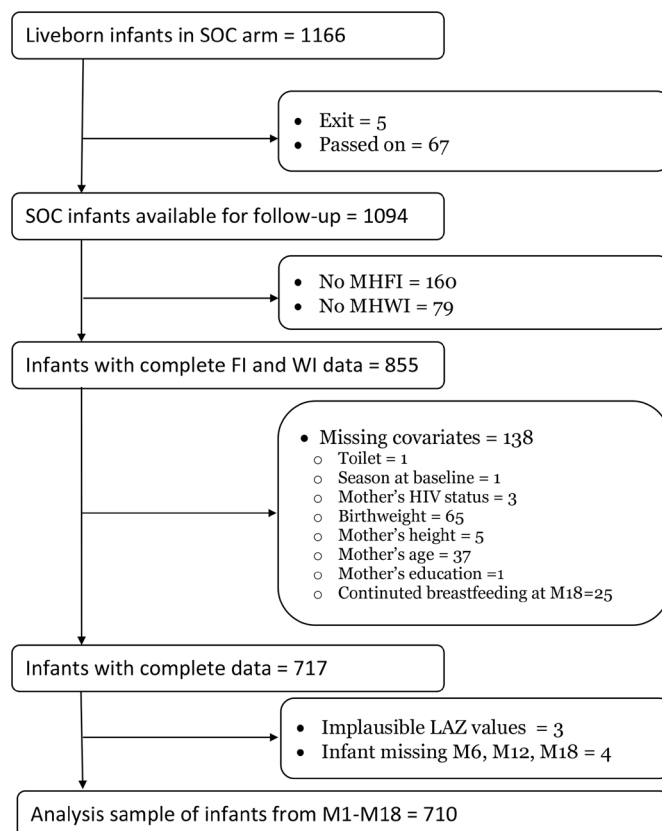 Liveborn infants in SOC arm = 1166
• Exit = 5
• Passed on = 67
SOC infants available for follow-up = 1094
• No MHFI = 160
• No MHWI = 79
Infants with complete FI and WI data = 855
• Missing covariates = 138
○ Toilet = 1
○ Season at baseline = 1
○ Mother's HIV status = 3
○ Birthweight = 65
○ Mother's height = 5
○ Mother's age = 37
○ Mother's education =1
○ Continuted breastfeeding at M18=25
Infants with complete data = 717
• Implausible LAZ values = 3
• Infant missing M6, M12, M18 = 4
Analysis sample of infants from M1-M18 = 710